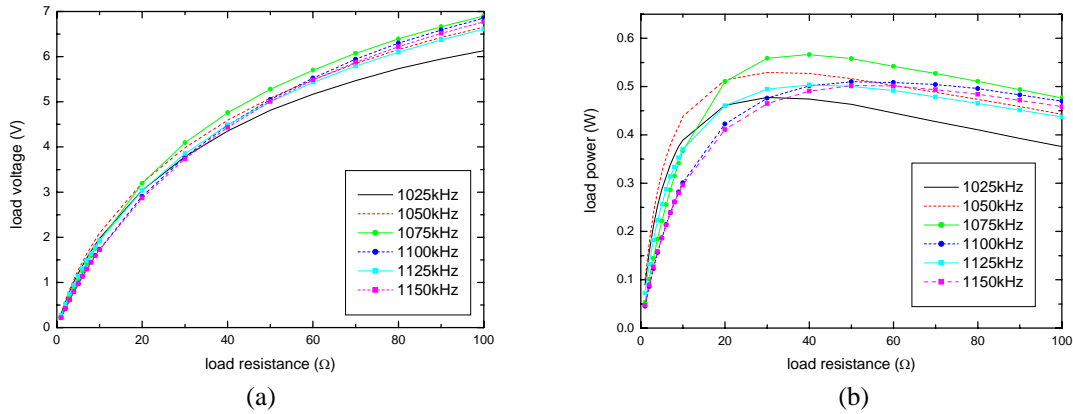 7
6
5
4
3
2
1
0
load voltage (V)
0 20 40 60 80 100
load resistance (Ω)
1025kHz
1050kHz
1075kHz
1100kHz
1125kHz
1150kHz
(a)
0.6
0.5
0.4
0.3
0.2
0.1
0.0
load power (W)
0 20 40 60 80 100
load resistance (Ω)
1025kHz
1050kHz
1075kHz
1100kHz
1125kHz
1150kHz
(b)